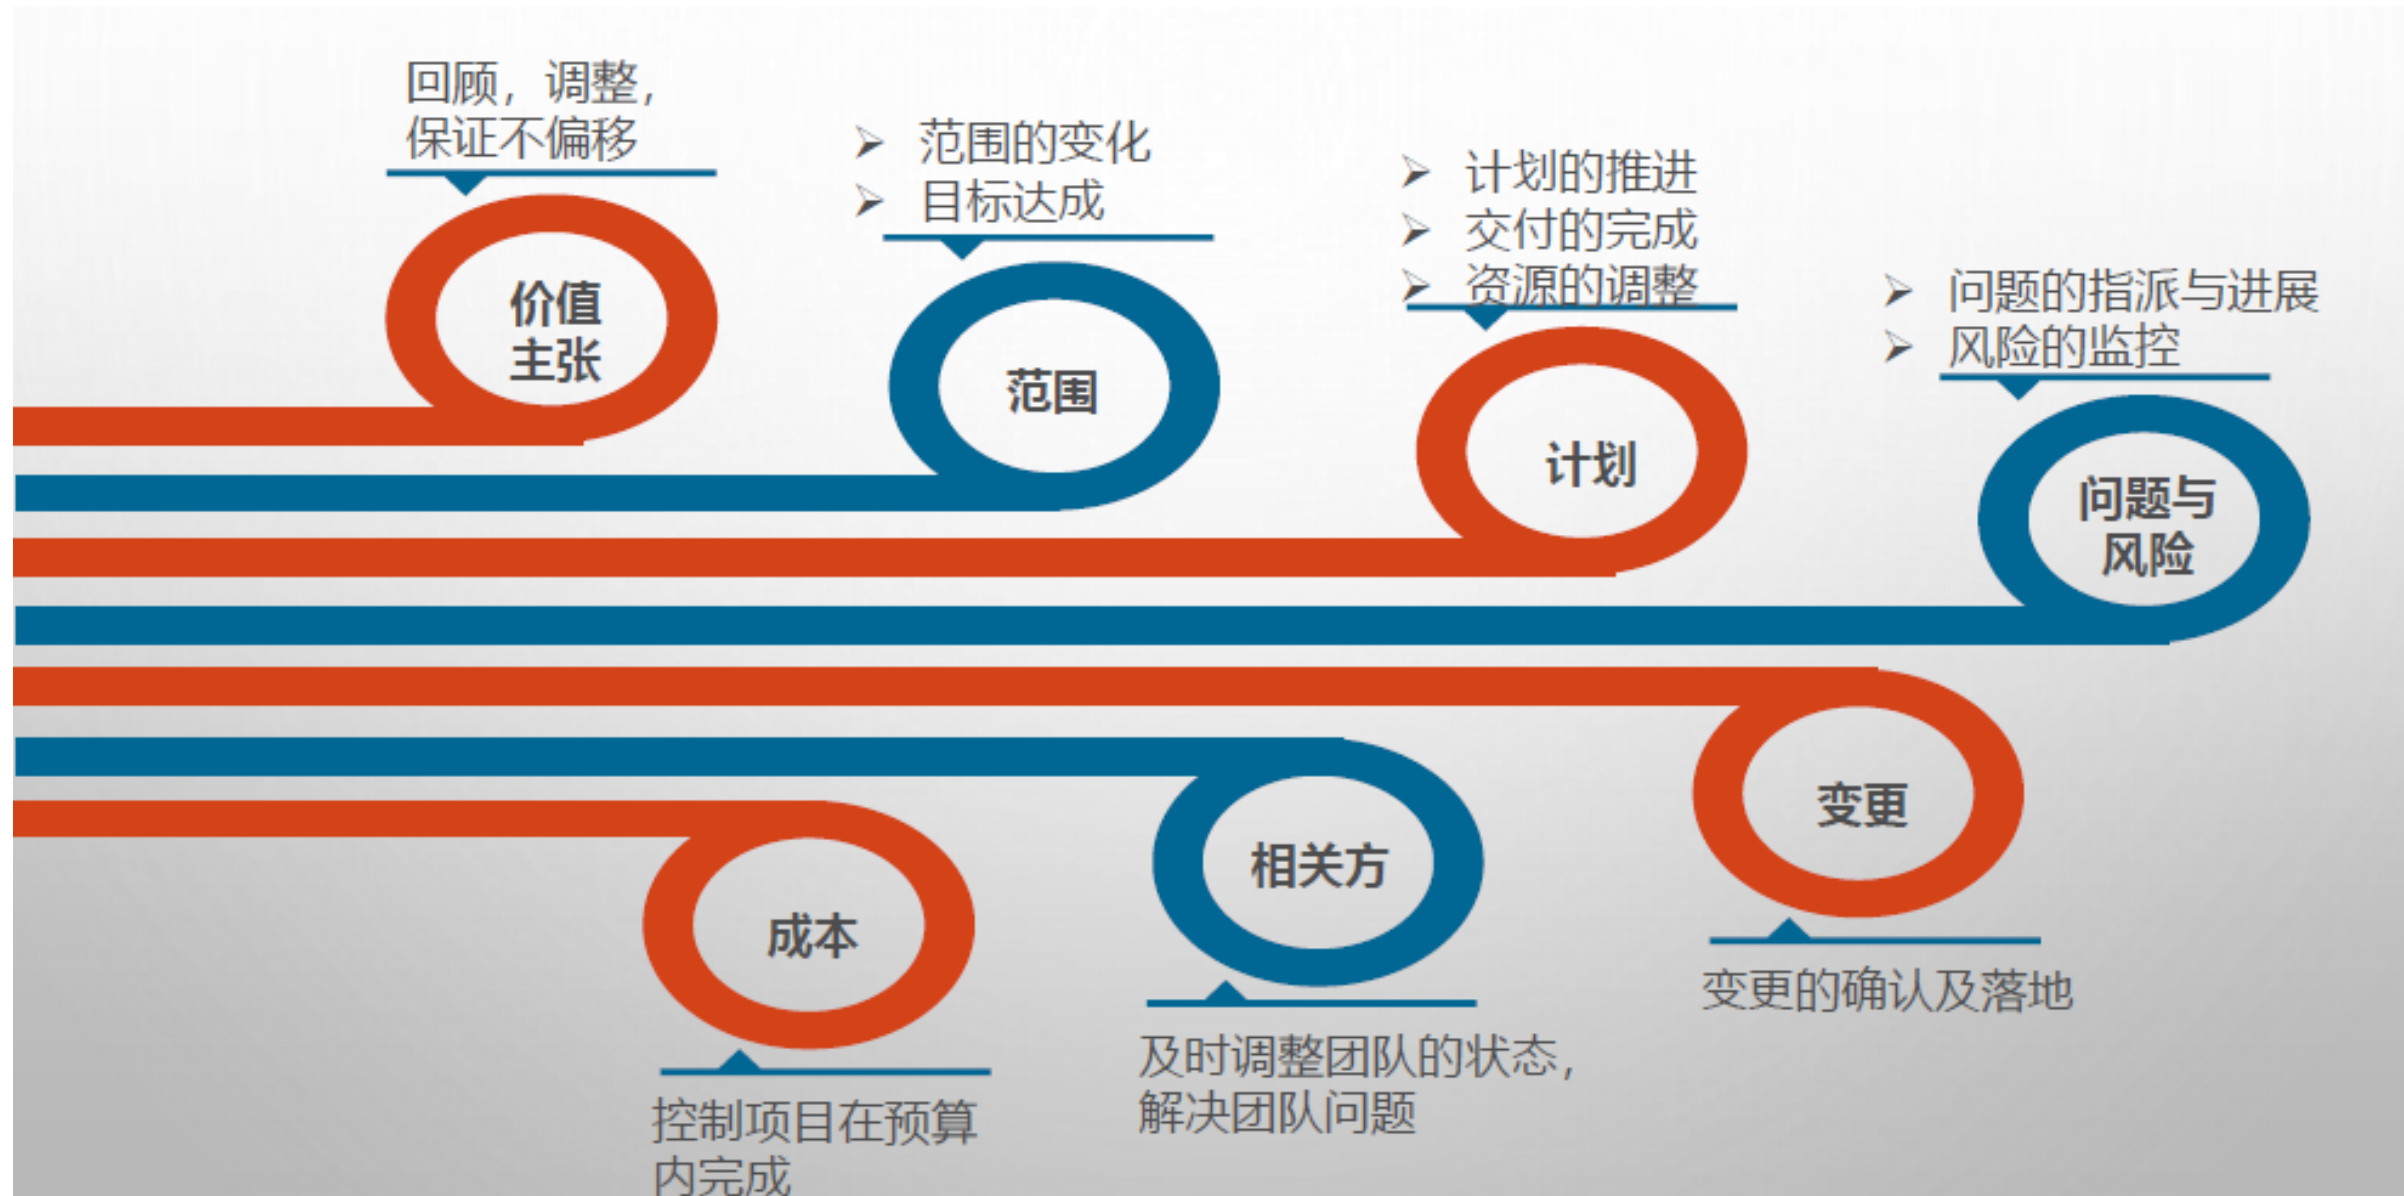 回顾，调整，
保证不偏移
价值
主张
➢ 范围的变化
➢ 目标达成
范围
➢ 计划的推进
➢ 交付的完成
➢ 资源的调整
计划
➢ 问题的指派与进展
➢ 风险的监控
问题与
风险
成本
控制项目在预算
内完成
相关方
及时调整团队的状态，
解决团队问题
变更
变更的确认及落地